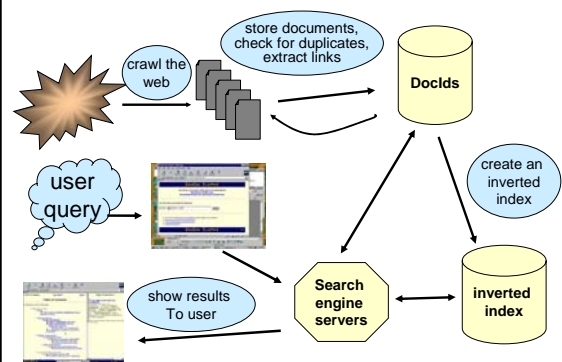 store documents,
check for duplicates,
extract links
crawl the
web
DocIds
create an
inverted
index
user
query
Search
engine
servers
inverted
index
show results
To user